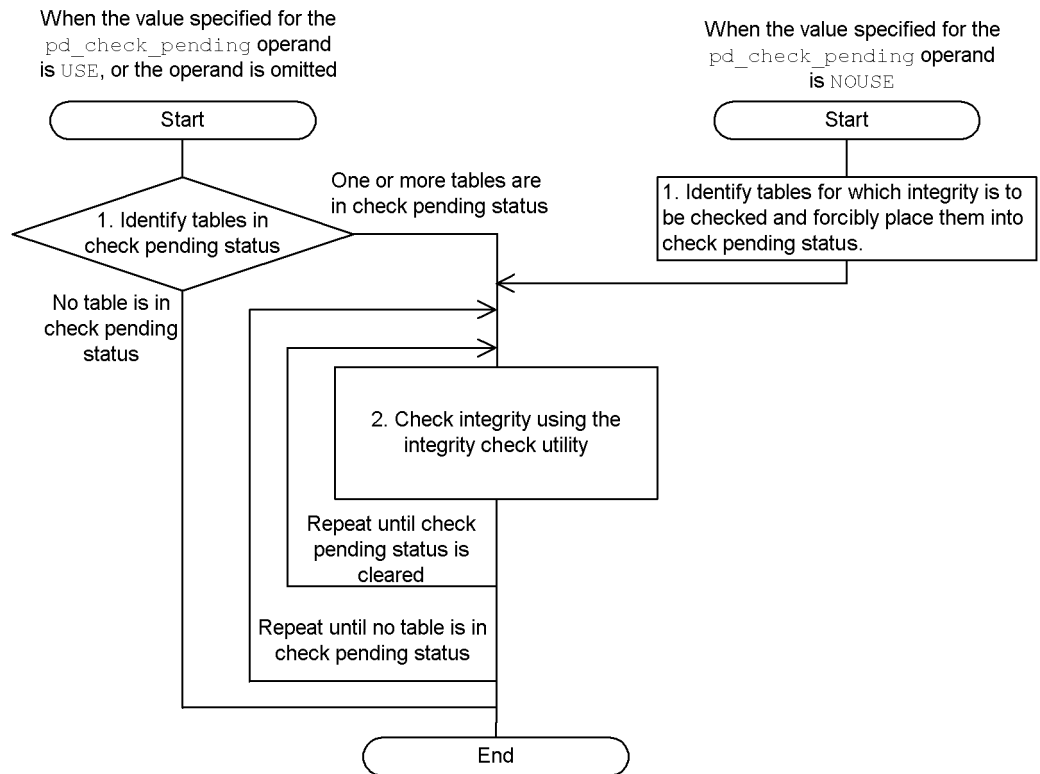 When the value specified for the
pd_check_pending operand
is USE, or the operand is omitted
Start
1. Identify tables in
check pending status
One or more tables are
in check pending status
No table is in
check pending
status
When the value specified for the
pd_check_pending operand
is NOUSE
Start
1. Identify tables for which integrity is to
be checked and forcibly place them into
check pending status.
2. Check integrity using the
integrity check utility
Repeat until check
pending status is
cleared
Repeat until no table is in
check pending status
End